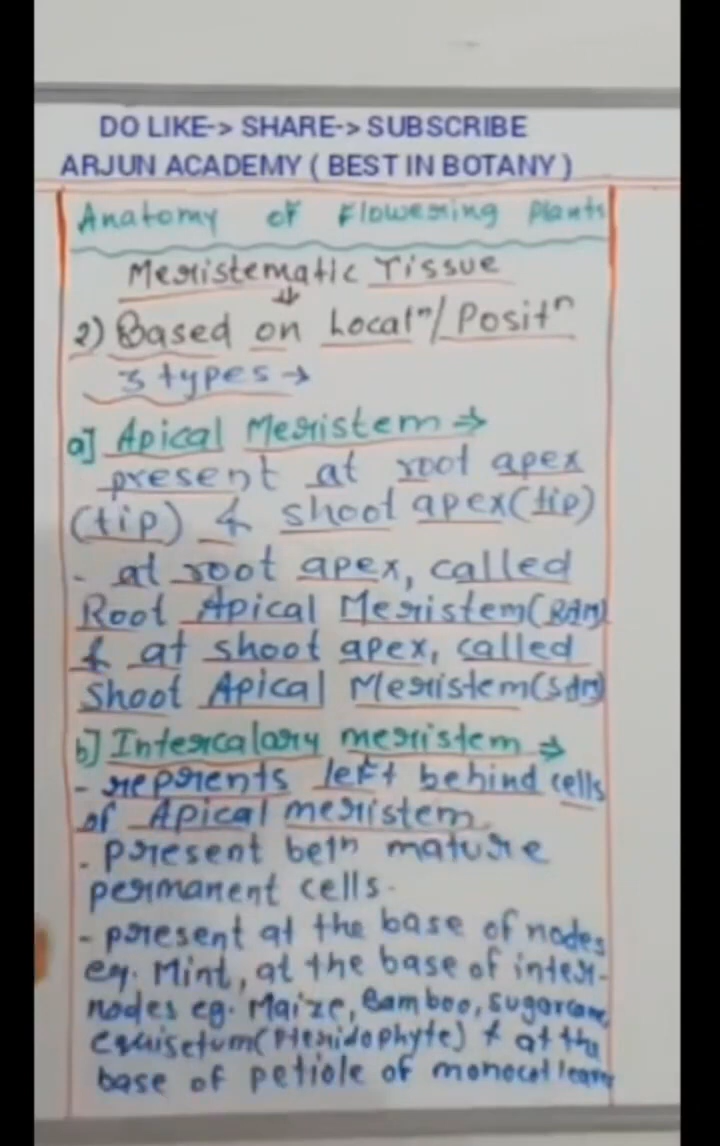 DO LIKE-> SHARE-> SUBSCRIBE
ARJUN ACADEMY ( BEST IN BOTANY )
Anatomy of Flowering Plants
Meristematic Tissue
2) Based on Localⁿ/Positⁿ
3 types →
a] Apical Meristem ⇒
present at root apex
(tip) & shoot apex (tip)
- at root apex, called
Root Apical Meristem (RAM)
& at shoot apex, called
Shoot Apical Meristem (SAM)
b] Intercalary meristem ⇒
- reprents left behind cells
of Apical meristem
- present betⁿ mature
permanent cells.
- present at the base of nodes
eg. Mint, at the base of inter-
nodes eg. Maize, Bamboo, Sugarcane,
Equisetum (Pteridophyte) & at the
base of petiole of monocot leaves